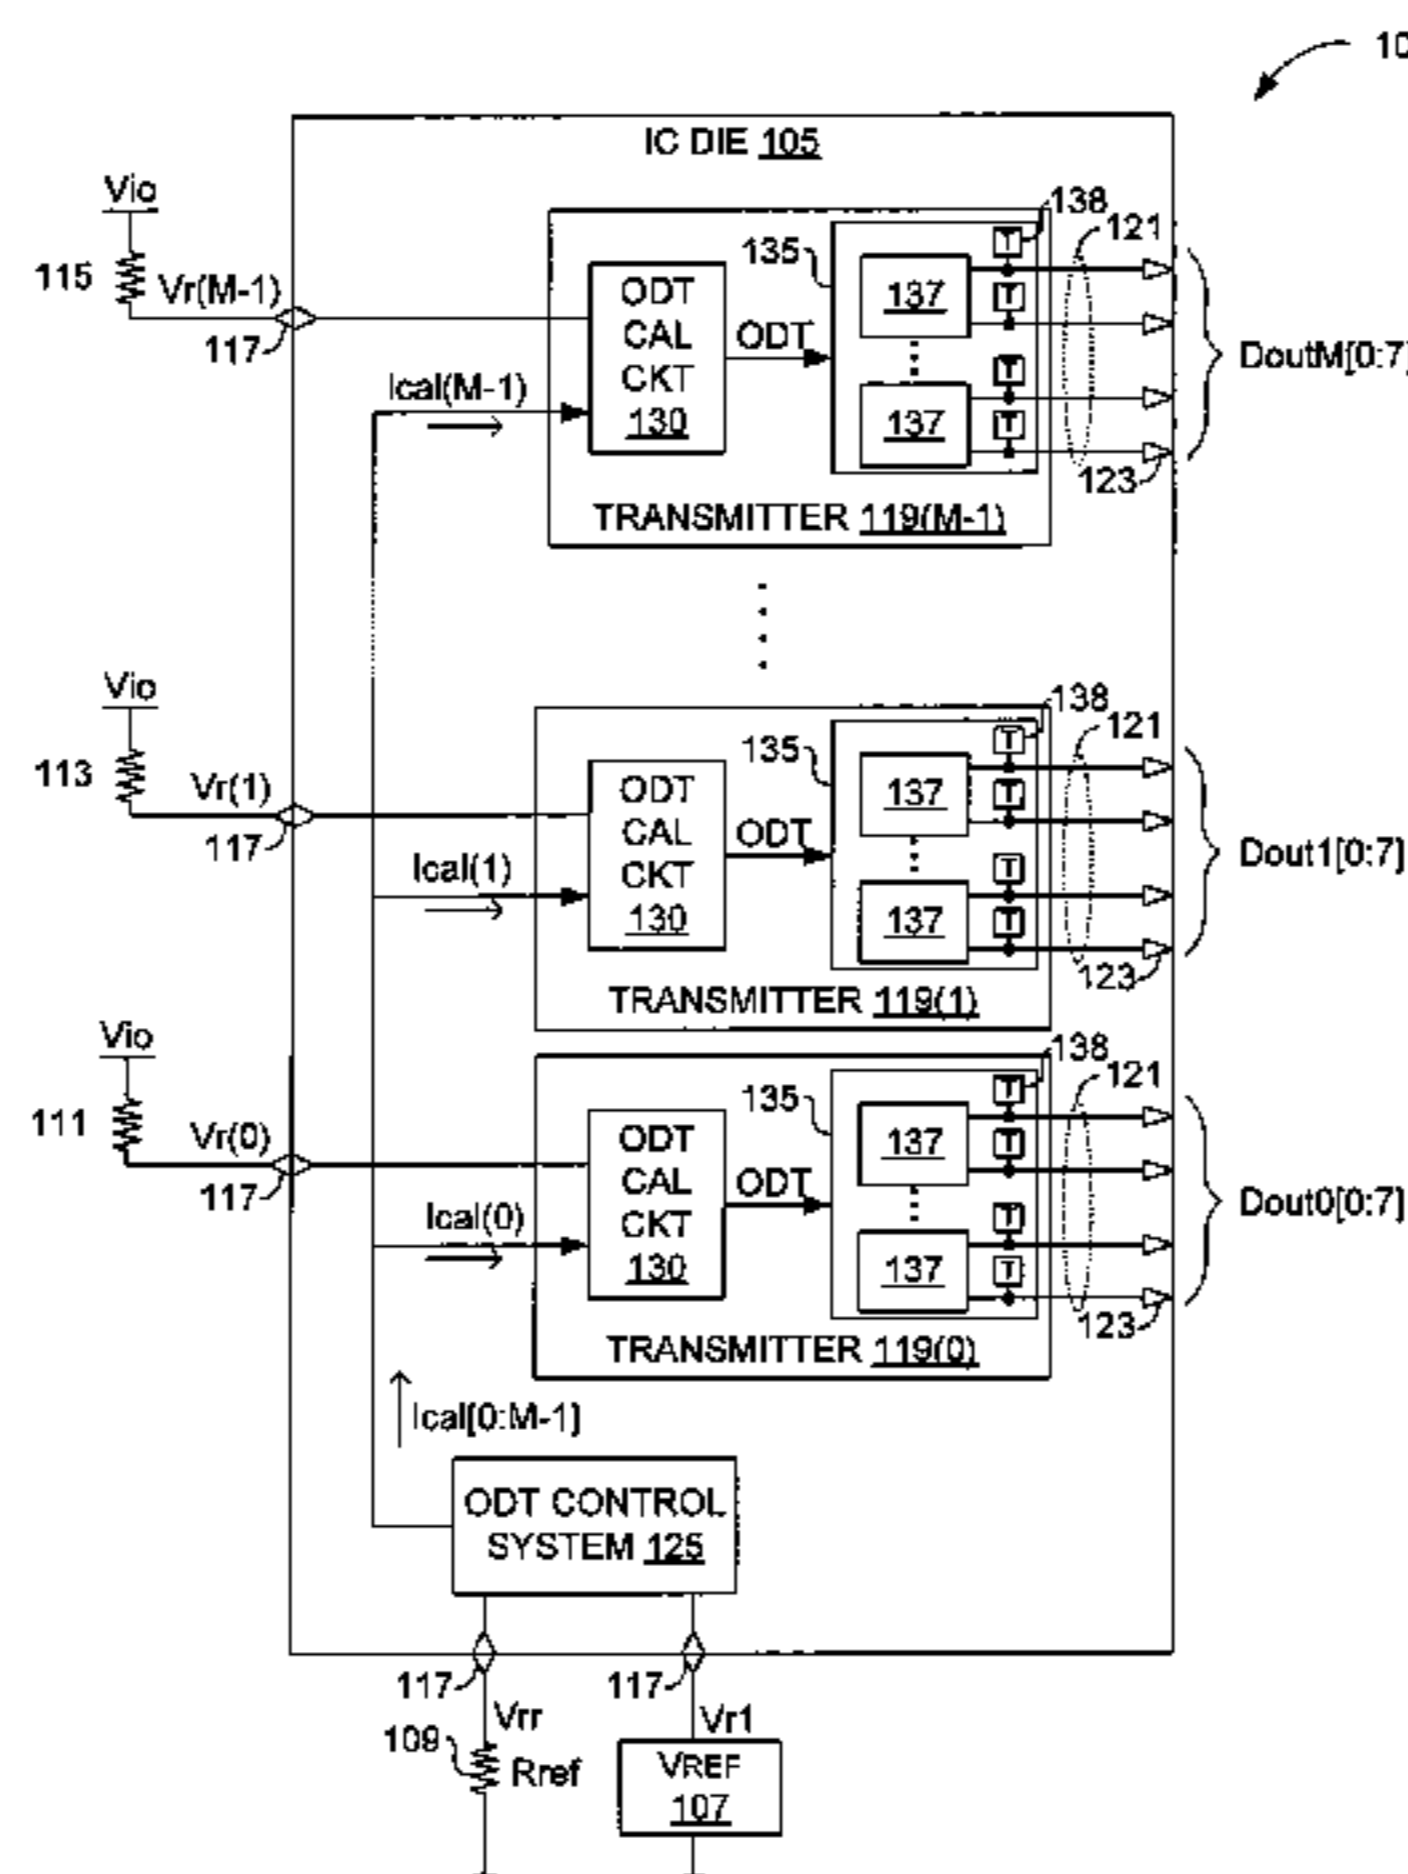 10
IC DIE 105
Vio
115
Vr(M-1)
117
Ical(M-1)
ODT
CAL
CKT
130
ODT
135
137
137
T
T
T
T
138
121
123
DoutM[0:7]
TRANSMITTER 119(M-1)
Vio
113
Vr(1)
117
Ical(1)
ODT
CAL
CKT
130
ODT
135
137
137
T
T
T
T
138
121
123
Dout1[0:7]
TRANSMITTER 119(1)
Vio
111
Vr(0)
117
Ical(0)
ODT
CAL
CKT
130
ODT
135
137
137
T
T
T
T
138
121
123
Dout0[0:7]
TRANSMITTER 119(0)
Ical[0:M-1]
ODT CONTROL
SYSTEM 125
117
117
Vrr
Vr1
109
Rref
VREF
107